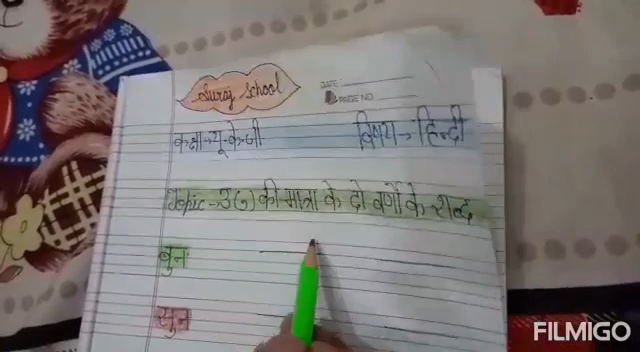 Suraj School
DATE
PAGE NO.
कक्षा - यू.के.जी
विषय → हिन्दी
Topic - उ ( ु ) की मात्रा के दो वर्णों के शब्द
बुन
सुन
FILMIGO